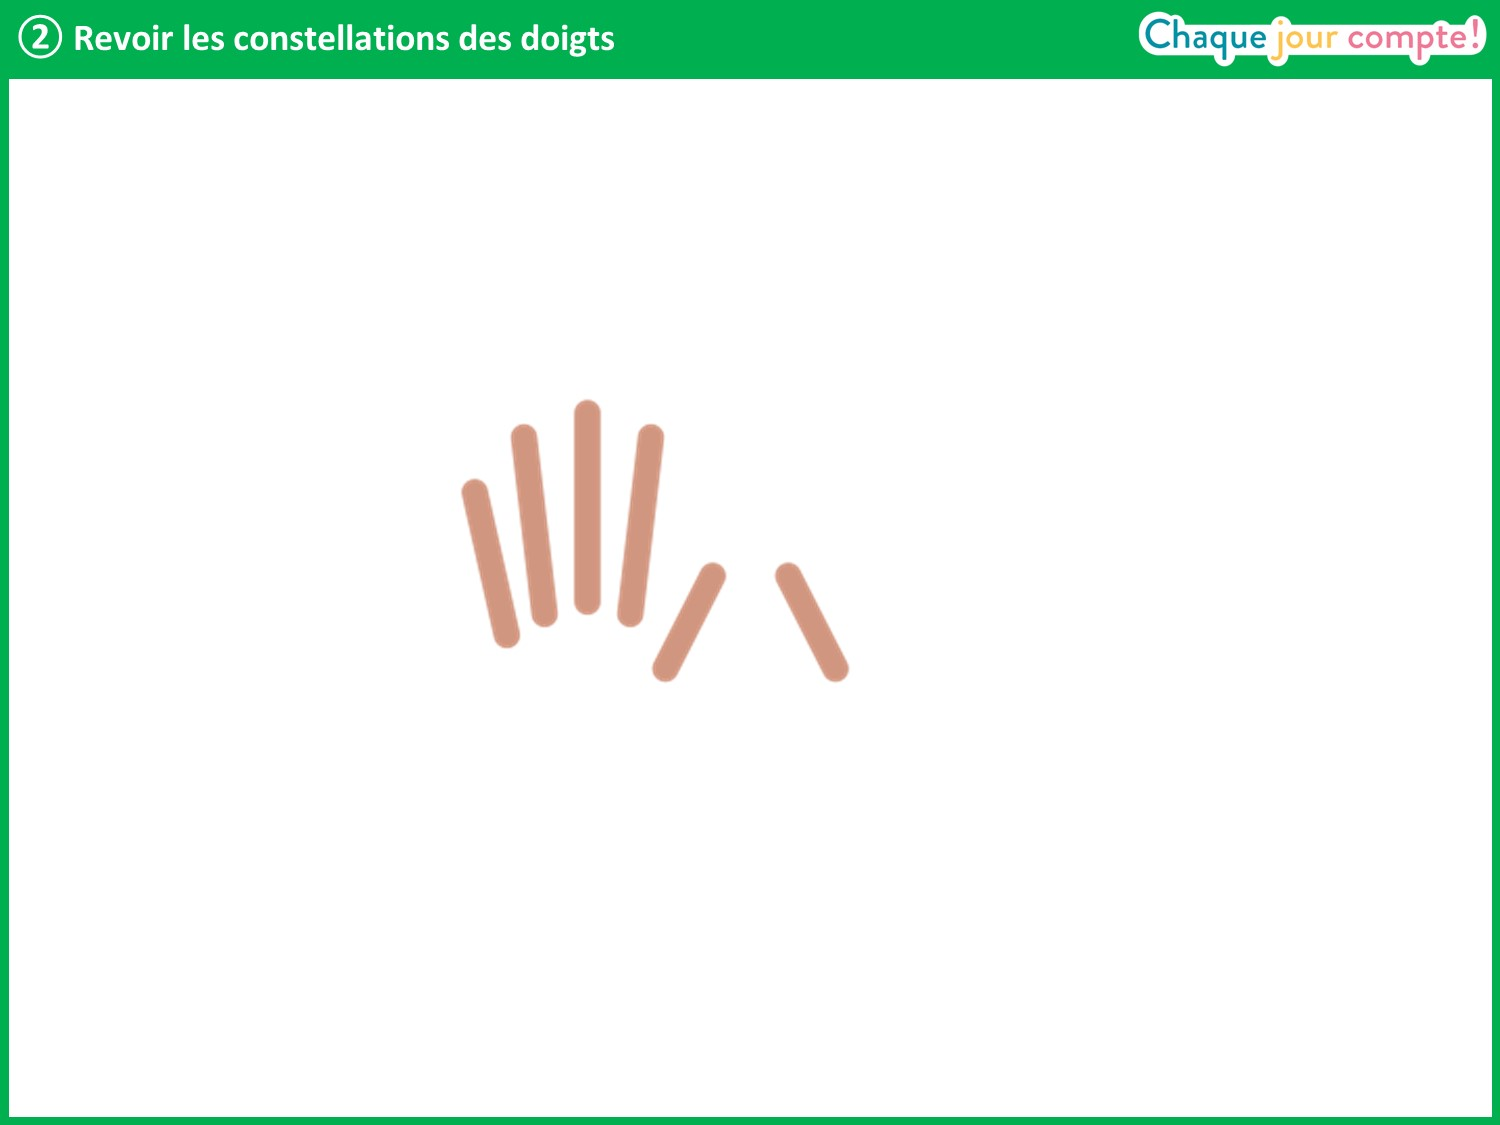 ② Revoir les constellations des doigts
Chaque jour compte!